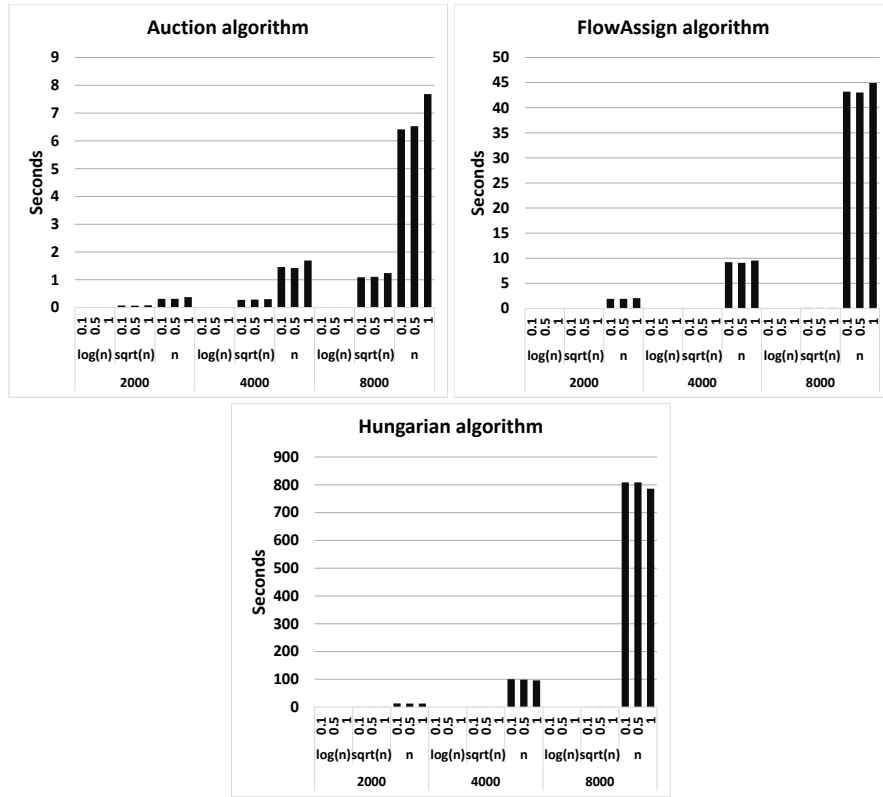 Auction algorithm
9
8
7
6
5
4
3
2
1
0
Seconds
0.1 0.5 1 0.1 0.5 1 0.1 0.5 1 0.1 0.5 1 0.1 0.5 1 0.1 0.5 1 0.1 0.5 1 0.1 0.5 1 0.1 0.5 1
log(n) sqrt(n) n log(n) sqrt(n) n log(n) sqrt(n) n
2000 4000 8000
FlowAssign algorithm
50
45
40
35
30
25
20
15
10
5
0
Seconds
0.1 0.5 1 0.1 0.5 1 0.1 0.5 1 0.1 0.5 1 0.1 0.5 1 0.1 0.5 1 0.1 0.5 1 0.1 0.5 1 0.1 0.5 1
log(n) sqrt(n) n log(n) sqrt(n) n log(n) sqrt(n) n
2000 4000 8000
Hungarian algorithm
900
800
700
600
500
400
300
200
100
0
Seconds
0.1 0.5 1 0.1 0.5 1 0.1 0.5 1 0.1 0.5 1 0.1 0.5 1 0.1 0.5 1 0.1 0.5 1 0.1 0.5 1 0.1 0.5 1
log(n) sqrt(n) n log(n) sqrt(n) n log(n) sqrt(n) n
2000 4000 8000